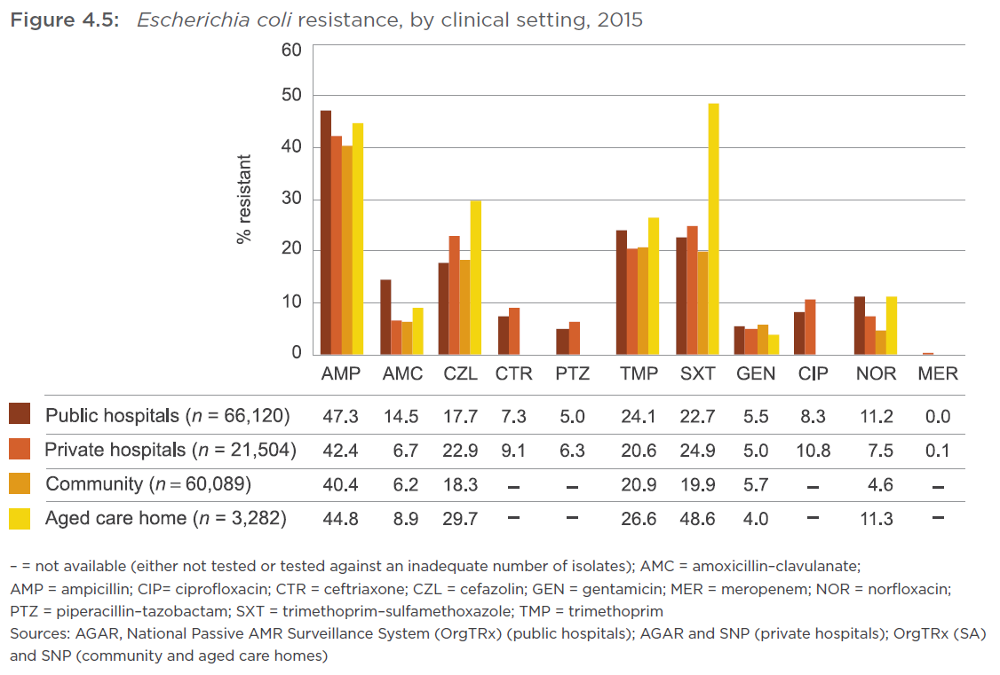 Figure 4.5: Escherichia coli resistance, by clinical setting, 2015
60
50
40
30
20
10
0
% resistant
AMP AMC CZL CTR PTZ TMP SXT GEN CIP NOR MER
Public hospitals (n = 66,120) 47.3 14.5 17.7 7.3 5.0 24.1 22.7 5.5 8.3 11.2 0.0
Private hospitals (n = 21,504) 42.4 6.7 22.9 9.1 6.3 20.6 24.9 5.0 10.8 7.5 0.1
Community (n = 60,089) 40.4 6.2 18.3 – – 20.9 19.9 5.7 – 4.6 –
Aged care home (n = 3,282) 44.8 8.9 29.7 – – 26.6 48.6 4.0 – 11.3 –
– = not available (either not tested or tested against an inadequate number of isolates); AMC = amoxicillin–clavulanate;
AMP = ampicillin; CIP= ciprofloxacin; CTR = ceftriaxone; CZL = cefazolin; GEN = gentamicin; MER = meropenem; NOR = norfloxacin;
PTZ = piperacillin–tazobactam; SXT = trimethoprim–sulfamethoxazole; TMP = trimethoprim
Sources: AGAR, National Passive AMR Surveillance System (OrgTRx) (public hospitals); AGAR and SNP (private hospitals); OrgTRx (SA)
and SNP (community and aged care homes)